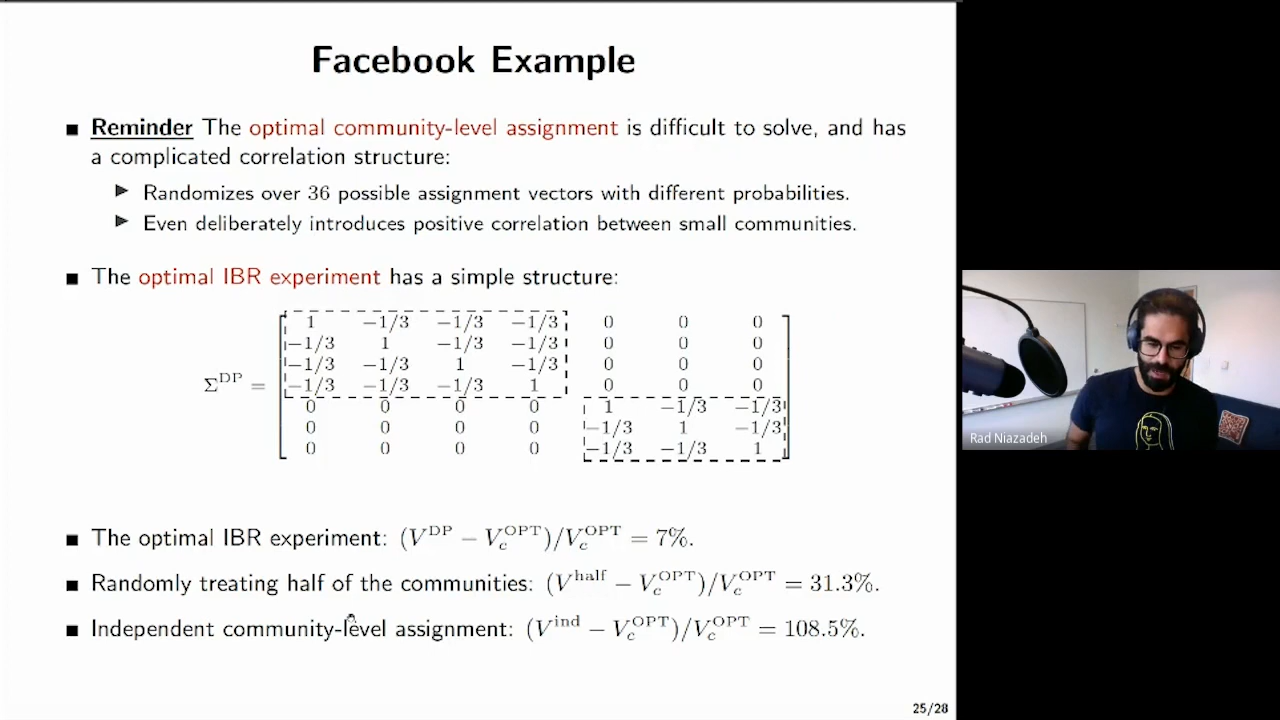 Facebook Example
■ Reminder The optimal community-level assignment is difficult to solve, and has
a complicated correlation structure:
▶ Randomizes over 36 possible assignment vectors with different probabilities.
▶ Even deliberately introduces positive correlation between small communities.
■ The optimal IBR experiment has a simple structure:
1 −1/3 −1/3 −1/3 0 0 0
−1/3 1 −1/3 −1/3 0 0 0
−1/3 −1/3 1 −1/3 0 0 0
Σ^DP =
−1/3 −1/3 −1/3 1 0 0 0
0 0 0 0 1 −1/3 −1/3
0 0 0 0 −1/3 1 −1/3
0 0 0 0 −1/3 −1/3 1
■ The optimal IBR experiment: (V^DP − V_c^OPT)/V_c^OPT = 7%.
■ Randomly treating half of the communities: (V^half − V_c^OPT)/V_c^OPT = 31.3%.
■ Independent community-level assignment: (V^ind − V_c^OPT)/V_c^OPT = 108.5%.
25/28
Rad Niazadeh